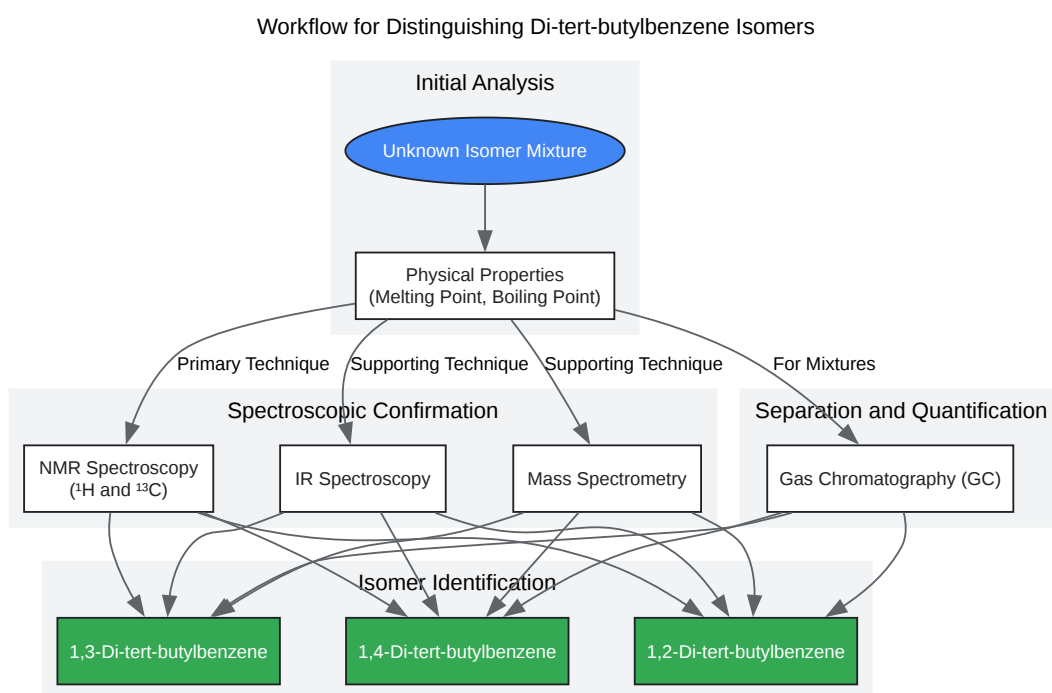 Workflow for Distinguishing Di-tert-butylbenzene Isomers
Initial Analysis
Unknown Isomer Mixture
Physical Properties
(Melting Point, Boiling Point)
Primary Technique
Supporting Technique
Supporting Technique
For Mixtures
Spectroscopic Confirmation
Separation and Quantification
NMR Spectroscopy
(¹H and ¹³C)
IR Spectroscopy
Mass Spectrometry
Gas Chromatography (GC)
Isomer Identification
1,3-Di-tert-butylbenzene
1,4-Di-tert-butylbenzene
1,2-Di-tert-butylbenzene